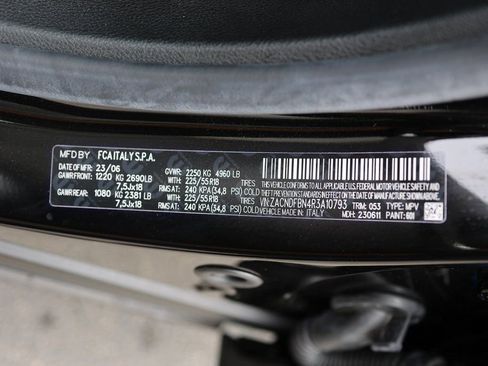 MFD BY FCA ITALY S.P.A.
DATE OF MFR 23/06 GVWR: 2250 KG 4960 LB
GAWR FRONT: 1220 KG 2690 LB WITH: TIRES 225/55R18
7,5Jx18 RIMS AT: 240 KPA (34,8 PSI) COLD
GAWR REAR: 1080 KG 2381 LB WITH: TIRES 225/55R18
7,5Jx18 RIMS AT: 240 KPA (34,8 PSI) COLD
THIS VEHICLE CONFORMS TO ALL APPLICABLE U.S. FEDERAL MOTOR VEHICLE SAFETY AND THEFT STANDARDS IN EFFECT ON THE DATE OF MANUFACTURE SHOWN ABOVE.
VIN: ZACNDFBN4R3A10793 TRIM: 053 TYPE: MPV
MADE IN: ITALY MDH: 230611 PAINT: 601